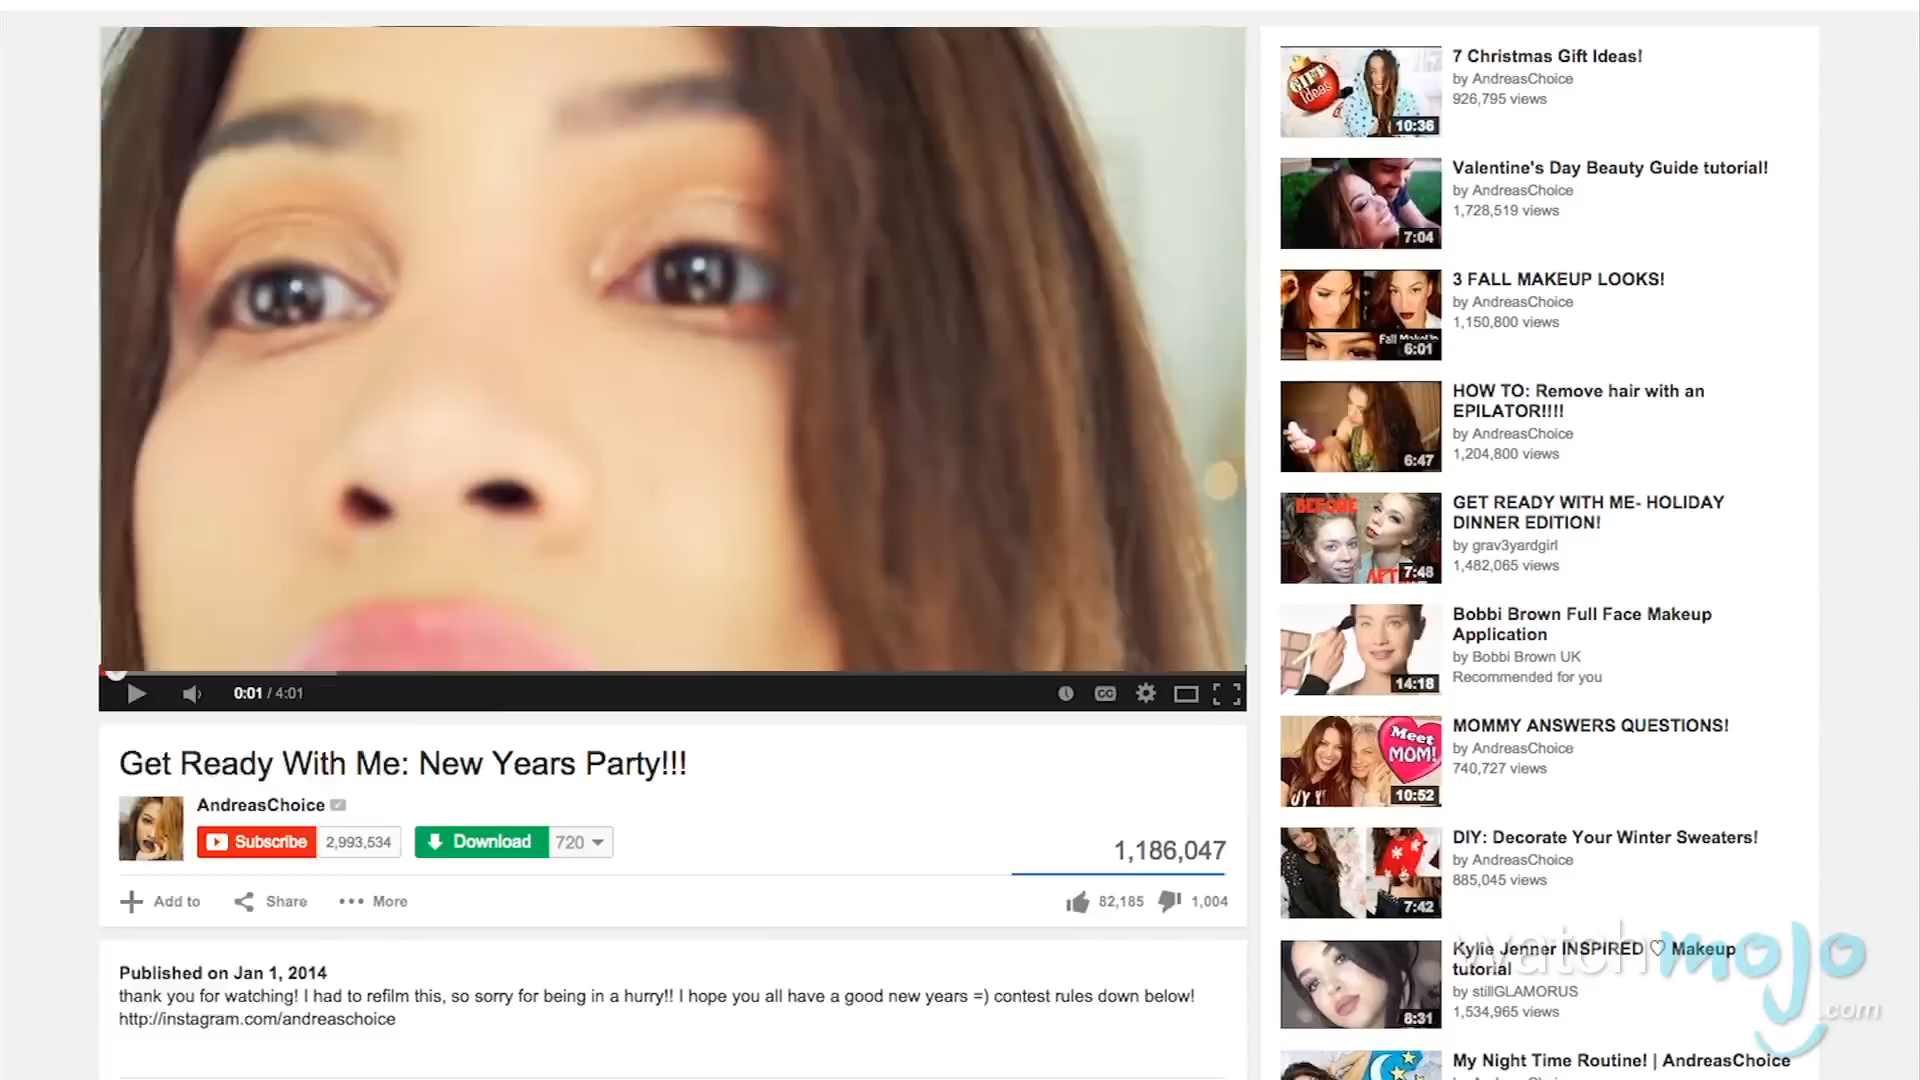 0:01 / 4:01
CC
Get Ready With Me: New Years Party!!!
AndreasChoice
Subscribe
2,993,534
Download
720
1,186,047
Add to
Share
More
82,185
1,004
Published on Jan 1, 2014
thank you for watching! I had to refilm this, so sorry for being in a hurry!! I hope you all have a good new years =) contest rules down below!
http://instagram.com/andreaschoice
GIFT
Ideas
10:36
7 Christmas Gift Ideas!
by AndreasChoice
926,795 views
7:04
Valentine's Day Beauty Guide tutorial!
by AndreasChoice
1,728,519 views
Fall MakeUp
6:01
3 FALL MAKEUP LOOKS!
by AndreasChoice
1,150,800 views
6:47
HOW TO: Remove hair with an
EPILATOR!!!!
by AndreasChoice
1,204,800 views
BEFORE
7:48
GET READY WITH ME- HOLIDAY
DINNER EDITION!
by grav3yardgirl
1,482,065 views
14:18
Bobbi Brown Full Face Makeup
Application
by Bobbi Brown UK
Recommended for you
Meet
MOM!
10:52
MOMMY ANSWERS QUESTIONS!
by AndreasChoice
740,727 views
7:42
DIY: Decorate Your Winter Sweaters!
by AndreasChoice
885,045 views
8:31
Kylie Jenner INSPIRED ♡ Makeup
tutorial
by stillGLAMORUS
1,534,965 views
My Night Time Routine! | AndreasChoice
watchmojo
.com